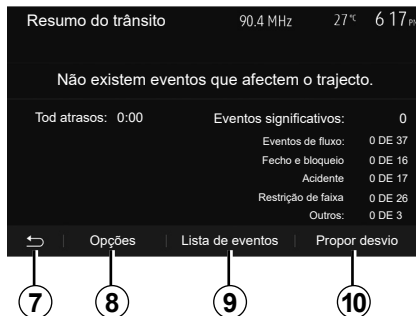 Resumo do trânsito 90.4 MHz 27°C 6 17 PM
Não existem eventos que afectem o trajecto.
Tod atrasos: 0:00 Eventos significativos: 0
Eventos de fluxo: 0 DE 37
Fecho e bloqueio 0 DE 16
Acidente 0 DE 17
Restrição de faixa 0 DE 26
Outros: 0 DE 3
Opções Lista de eventos Propor desvio
7 8 9 10